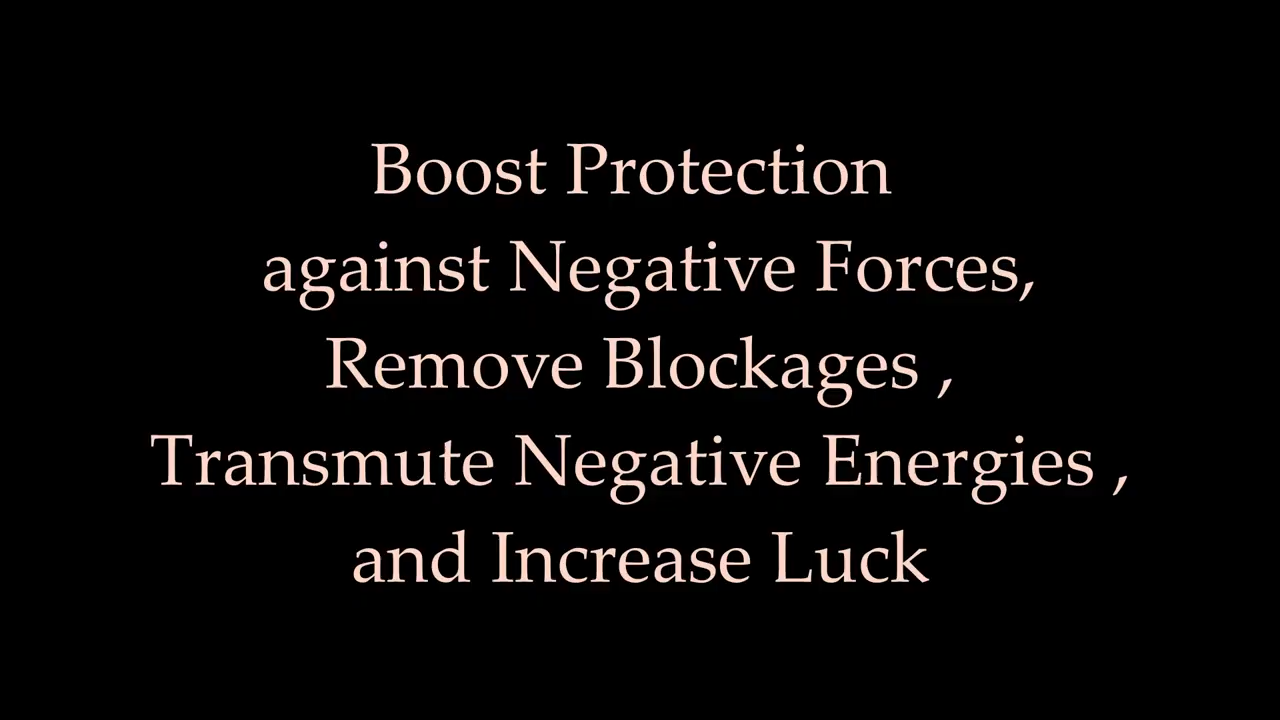 Boost Protection
against Negative Forces,
Remove Blockages ,
Transmute Negative Energies ,
and Increase Luck